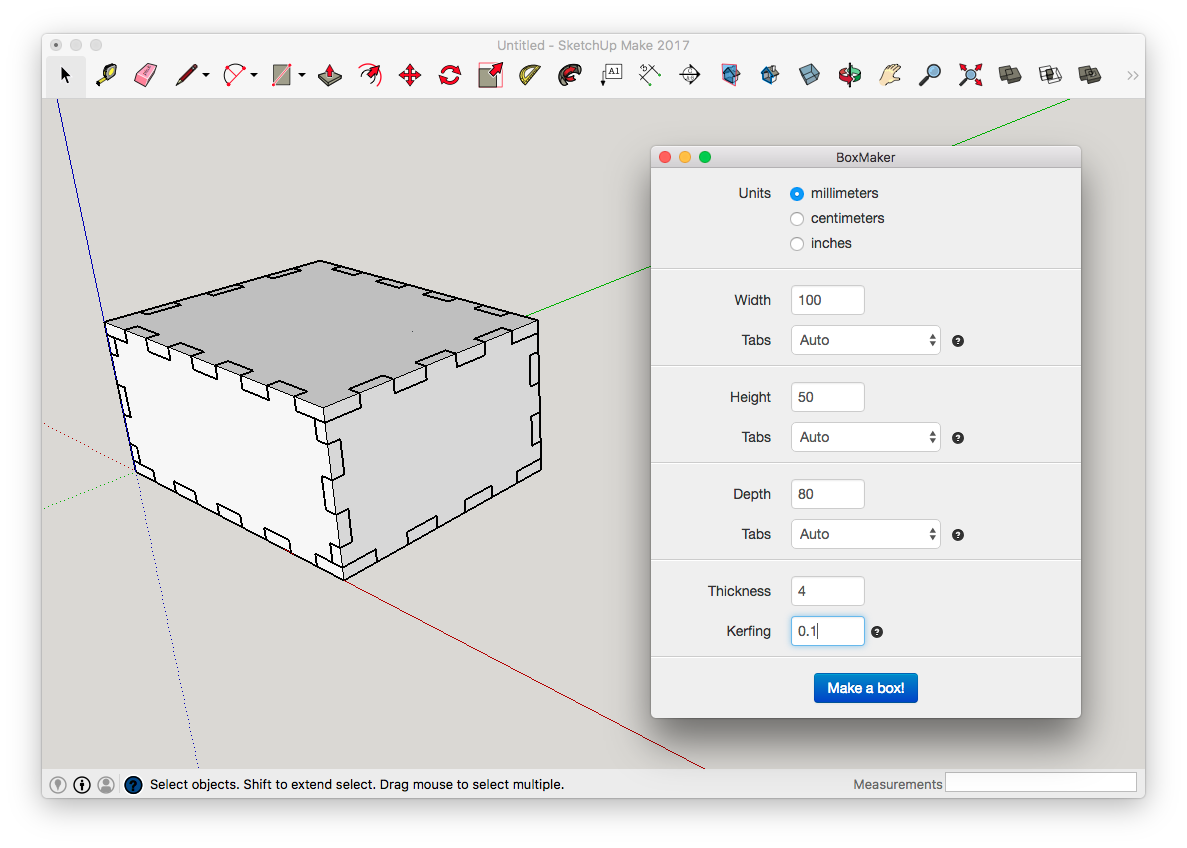 Untitled - SketchUp Make 2017
A1
BoxMaker
Units
millimeters
centimeters
inches
Width
100
Tabs
Auto
?
Height
50
Tabs
Auto
?
Depth
80
Tabs
Auto
?
Thickness
4
Kerfing
0.1
?
Make a box!
? Select objects. Shift to extend select. Drag mouse to select multiple.
Measurements